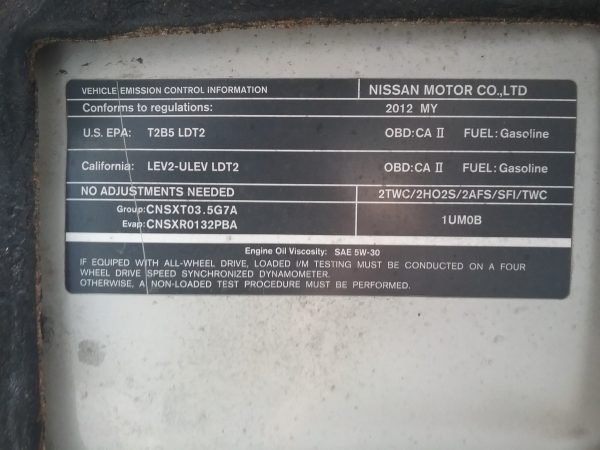 VEHICLE EMISSION CONTROL INFORMATION NISSAN MOTOR CO.,LTD
Conforms to regulations: 2012 MY
U.S. EPA: T2B5 LDT2 OBD:CA II FUEL: Gasoline
California: LEV2-ULEV LDT2 OBD:CA II FUEL: Gasoline
NO ADJUSTMENTS NEEDED 2TWC/2HO2S/2AFS/SFI/TWC
Group:CNSXT03.5G7A
Evap:CNSXR0132PBA 1UM0B
Engine Oil Viscosity: SAE 5W-30
IF EQUIPED WITH ALL-WHEEL DRIVE, LOADED I/M TESTING MUST BE CONDUCTED ON A FOUR
WHEEL DRIVE SPEED SYNCHRONIZED DYNAMOMETER.
OTHERWISE, A NON-LOADED TEST PROCEDURE MUST BE PERFORMED.